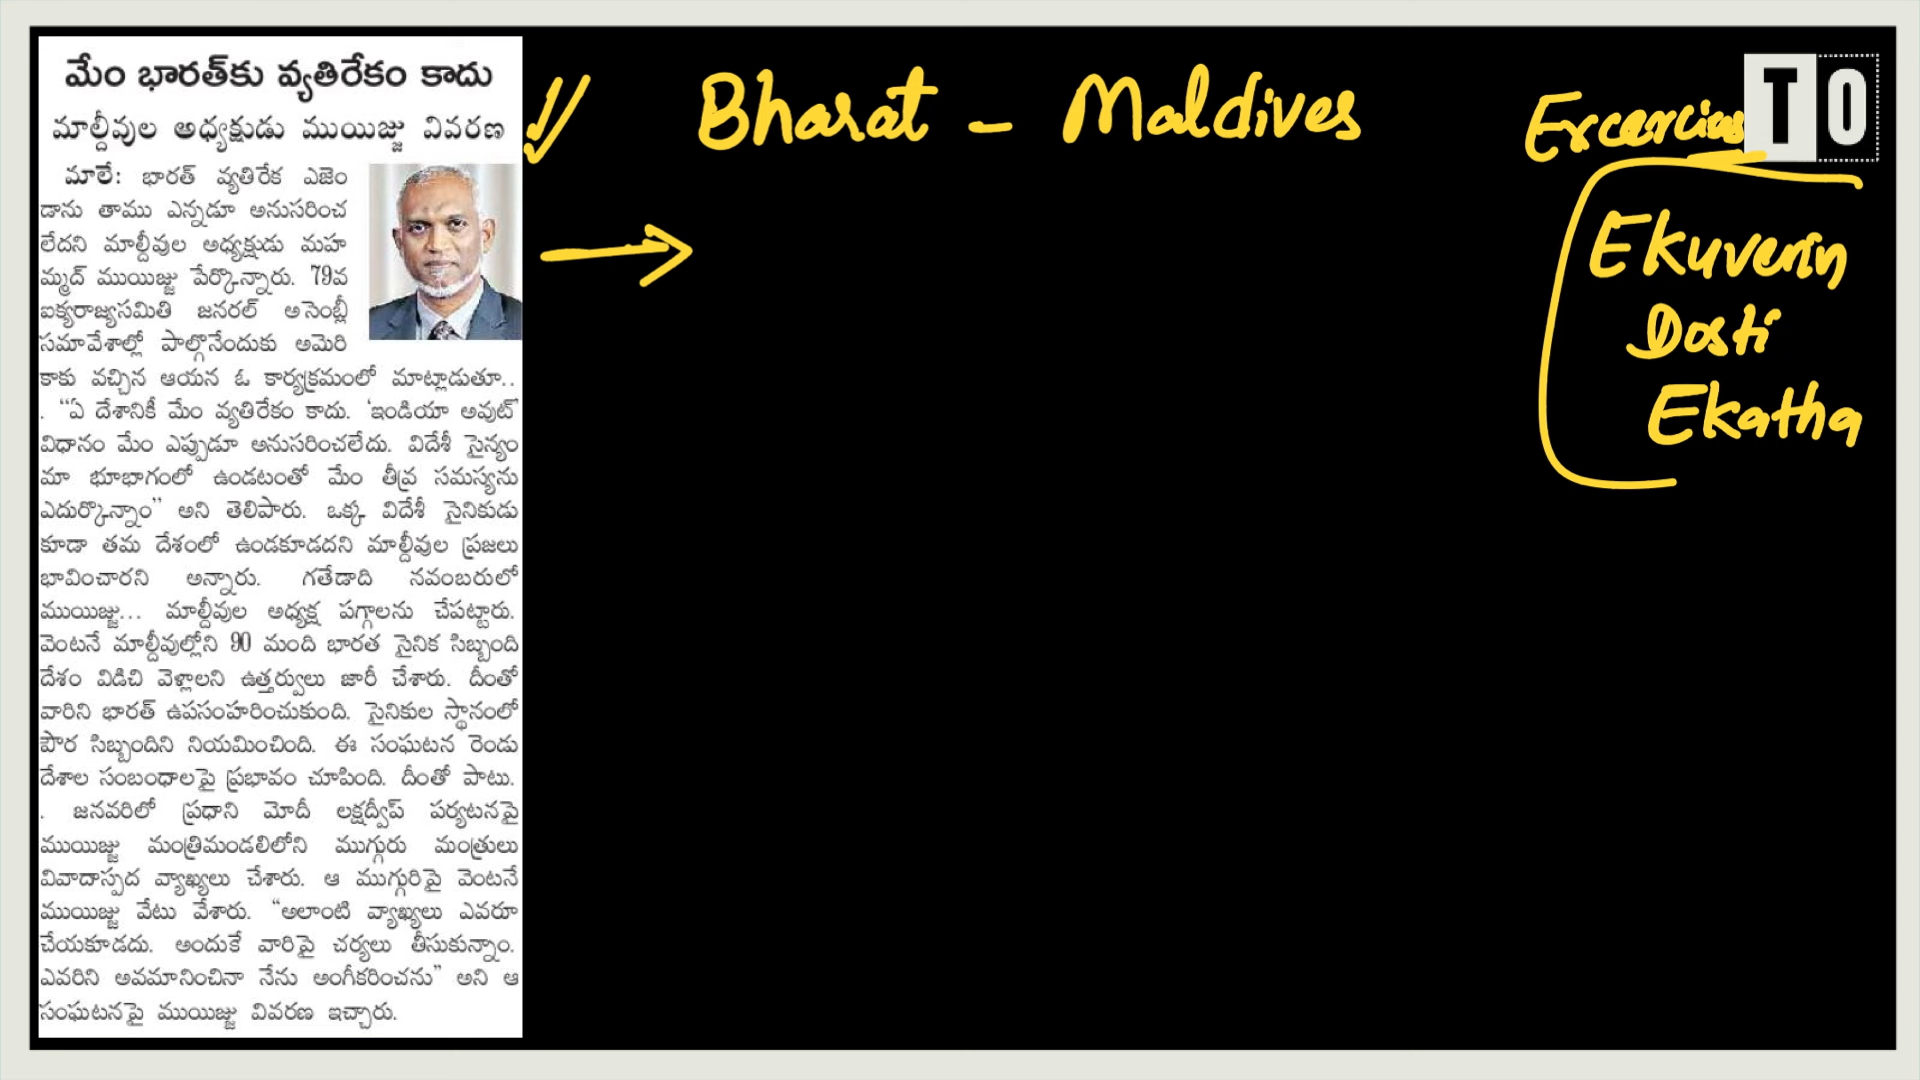 మేం భారత్‌కు వ్యతిరేకం కాదు
మాల్దీవుల అధ్యక్షుడు ముయిజ్జు వివరణ
మాలే: భారత్ వ్యతిరేక ఎజెం
డాను తాము ఎన్నడూ అనుసరించ
లేదని మాల్దీవుల అధ్యక్షుడు మహ
మ్మద్ ముయిజ్జు పేర్కొన్నారు. 79వ
ఐక్యరాజ్యసమితి జనరల్ అసెంబ్లీ
సమావేశాల్లో పాల్గొనేందుకు అమెరి
కాకు వచ్చిన ఆయన ఓ కార్యక్రమంలో మాట్లాడుతూ..
. “ఏ దేశానికీ మేం వ్యతిరేకం కాదు. ‘ఇండియా అవుట్’
విధానం మేం ఎప్పుడూ అనుసరించలేదు. విదేశీ సైన్యం
మా భూభాగంలో ఉండటంతో మేం తీవ్ర సమస్యను
ఎదుర్కొన్నాం” అని తెలిపారు. ఒక్క విదేశీ సైనికుడు
కూడా తమ దేశంలో ఉండకూడదని మాల్దీవుల ప్రజలు
భావించారని అన్నారు. గతేడాది నవంబరులో
ముయిజ్జు... మాల్దీవుల అధ్యక్ష పగ్గాలను చేపట్టారు.
వెంటనే మాల్దీవుల్లోని 90 మంది భారత సైనిక సిబ్బంది
దేశం విడిచి వెళ్లాలని ఉత్తర్వులు జారీ చేశారు. దీంతో
వారిని భారత్ ఉపసంహరించుకుంది. సైనికుల స్థానంలో
పౌర సిబ్బందిని నియమించింది. ఈ సంఘటన రెండు
దేశాల సంబంధాలపై ప్రభావం చూపింది. దీంతో పాటు.
. జనవరిలో ప్రధాని మోదీ లక్షద్వీప్ పర్యటనపై
ముయిజ్జు మంత్రిమండలిలోని ముగ్గురు మంత్రులు
వివాదాస్పద వ్యాఖ్యలు చేశారు. ఆ ముగ్గురిపై వెంటనే
ముయిజ్జు వేటు వేశారు. “అలాంటి వ్యాఖ్యలు ఎవరూ
చేయకూడదు. అందుకే వారిపై చర్యలు తీసుకున్నాం.
ఎవరిని అవమానించినా నేను అంగీకరించను” అని ఆ
సంఘటనపై ముయిజ్జు వివరణ ఇచ్చారు.
Bharat - Maldives
Excercises
TO
Ekuverin
Dosti
Ekatha